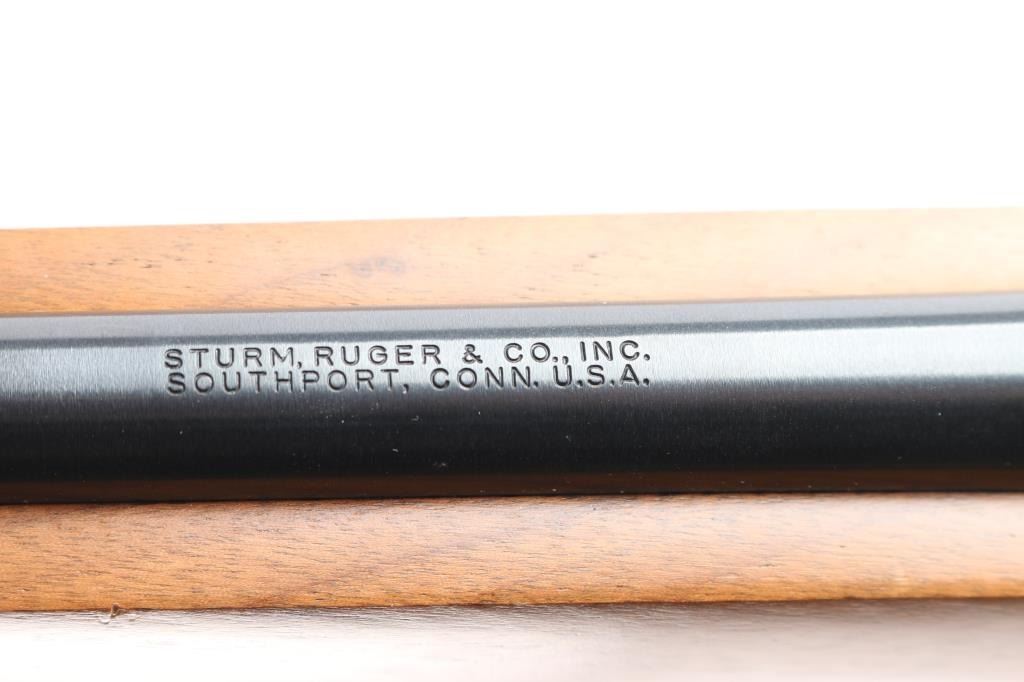 STURM, RUGER & CO., INC.
SOUTHPORT, CONN. U.S.A.